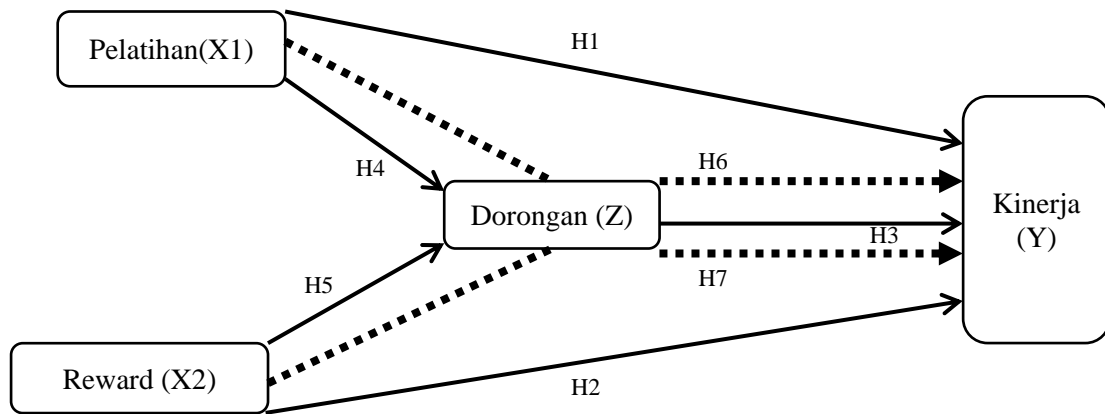 Pelatihan(X1)
H1
H4
H6
Dorongan (Z)
Kinerja
(Y)
H3
H7
H5
Reward (X2)
H2